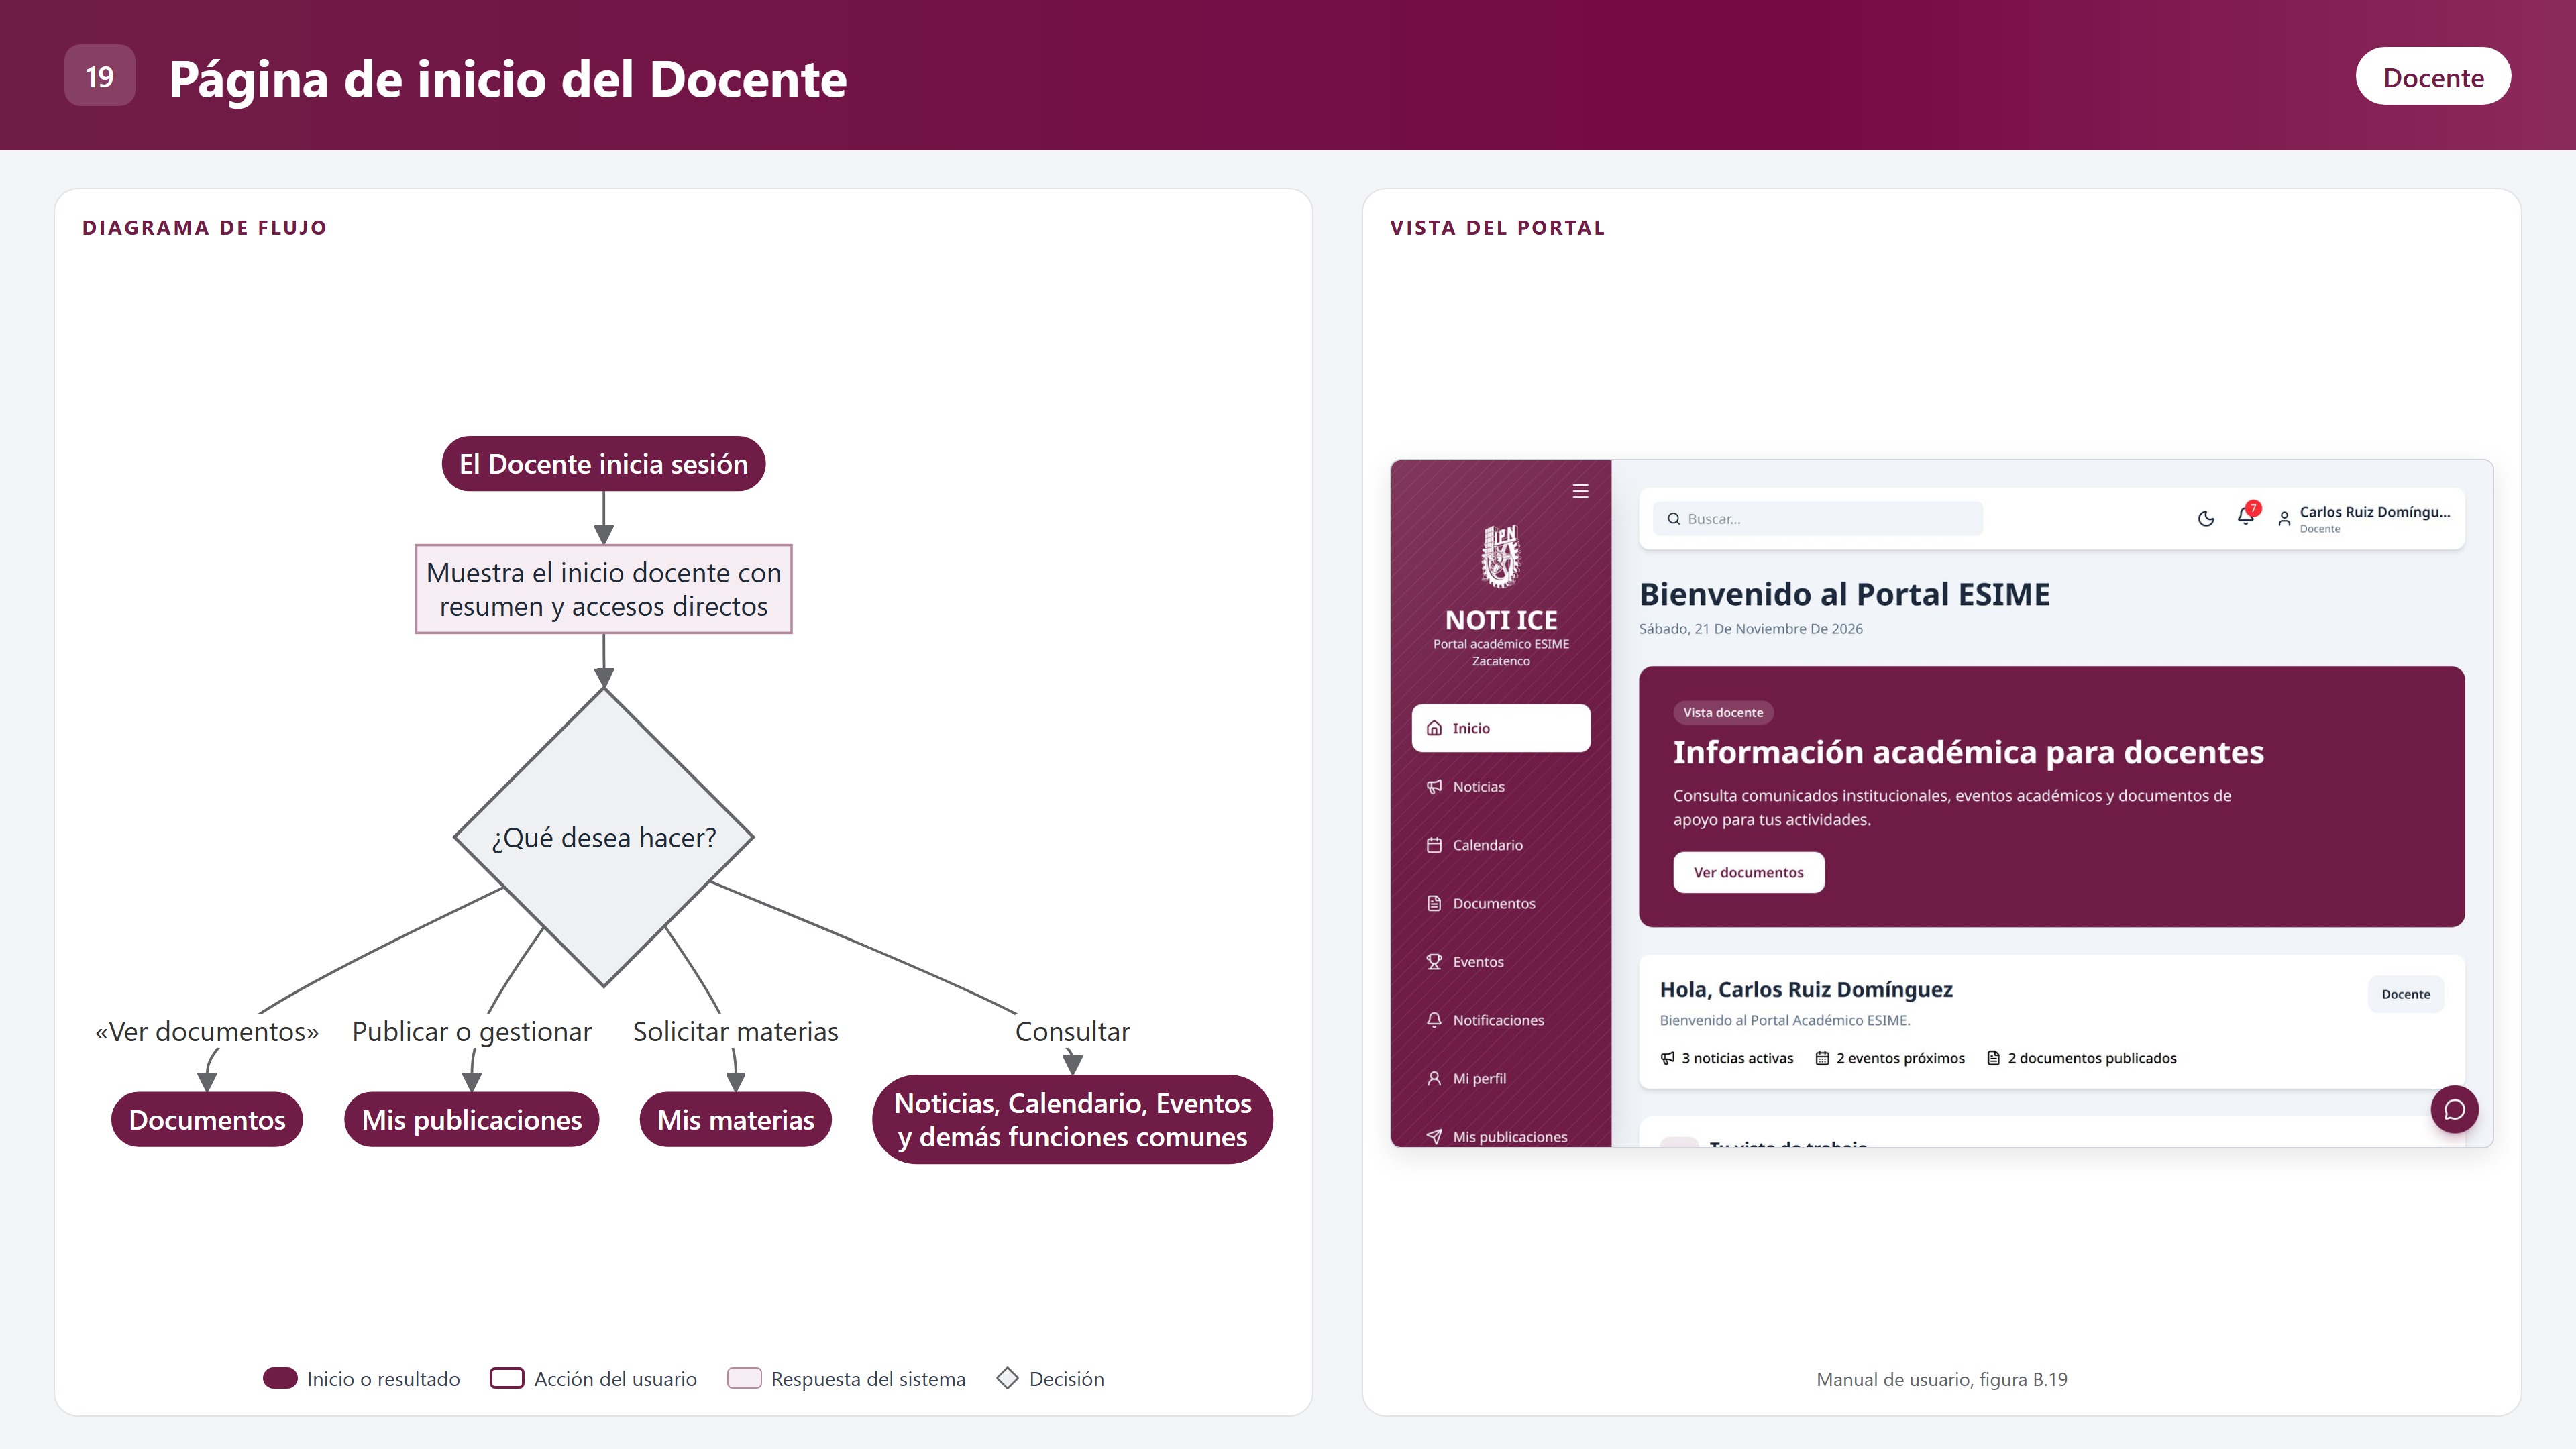 19
Página de inicio del Docente
Docente
DIAGRAMA DE FLUJO
El Docente inicia sesión
Muestra el inicio docente con
resumen y accesos directos
¿Qué desea hacer?
«Ver documentos»
Publicar o gestionar
Solicitar materias
Consultar
Documentos
Mis publicaciones
Mis materias
Noticias, Calendario, Eventos
y demás funciones comunes
Inicio o resultado
Acción del usuario
Respuesta del sistema
Decisión
VISTA DEL PORTAL
IPN
NOTI ICE
Portal académico ESIME
Zacatenco
Inicio
Noticias
Calendario
Documentos
Eventos
Notificaciones
Mi perfil
Mis publicaciones
Buscar...
7
Carlos Ruiz Domíngu...
Docente
Bienvenido al Portal ESIME
Sábado, 21 De Noviembre De 2026
Vista docente
Información académica para docentes
Consulta comunicados institucionales, eventos académicos y documentos de
apoyo para tus actividades.
Ver documentos
Hola, Carlos Ruiz Domínguez
Docente
Bienvenido al Portal Académico ESIME.
3 noticias activas
2 eventos próximos
2 documentos publicados
Tu vista de trabajo
Manual de usuario, figura B.19